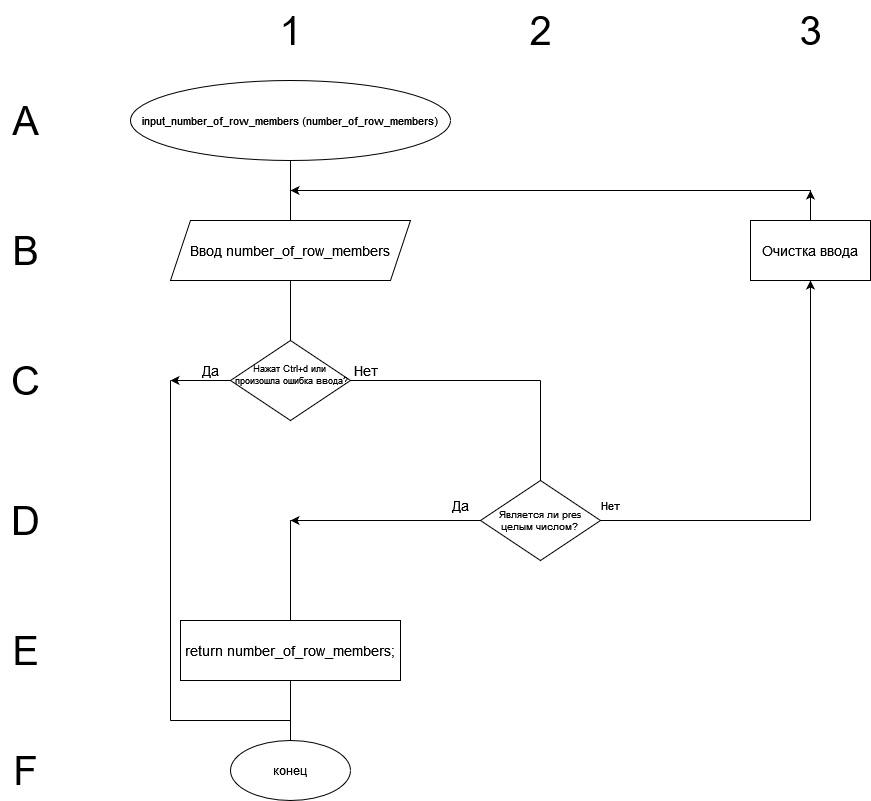 1 2 3
A
input_number_of_row_members (number_of_row_members)
B
Ввод number_of_row_members
Очистка ввода
C
Да
Нажат Ctrl+d или
произошла ошибка ввода?
Нет
D
Да
Является ли pres
целым числом?
Нет
E
return number_of_row_members;
F
конец